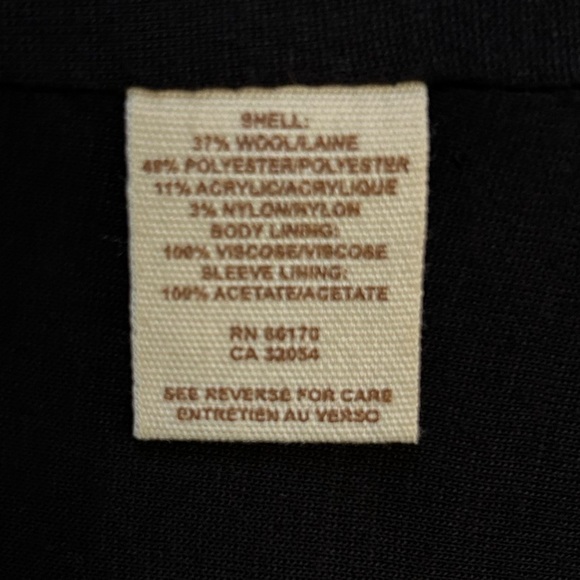 SHELL:
37% WOOL/LAINE
49% POLYESTER/POLYESTER
11% ACRYLIC/ACRYLIQUE
3% NYLON/NYLON
BODY LINING:
100% VISCOSE/VISCOSE
SLEEVE LINING:
100% ACETATE/ACETATE
RN
CA 32054
SEE REVERSE FOR CARE
ENTRETIEN AU VERSO